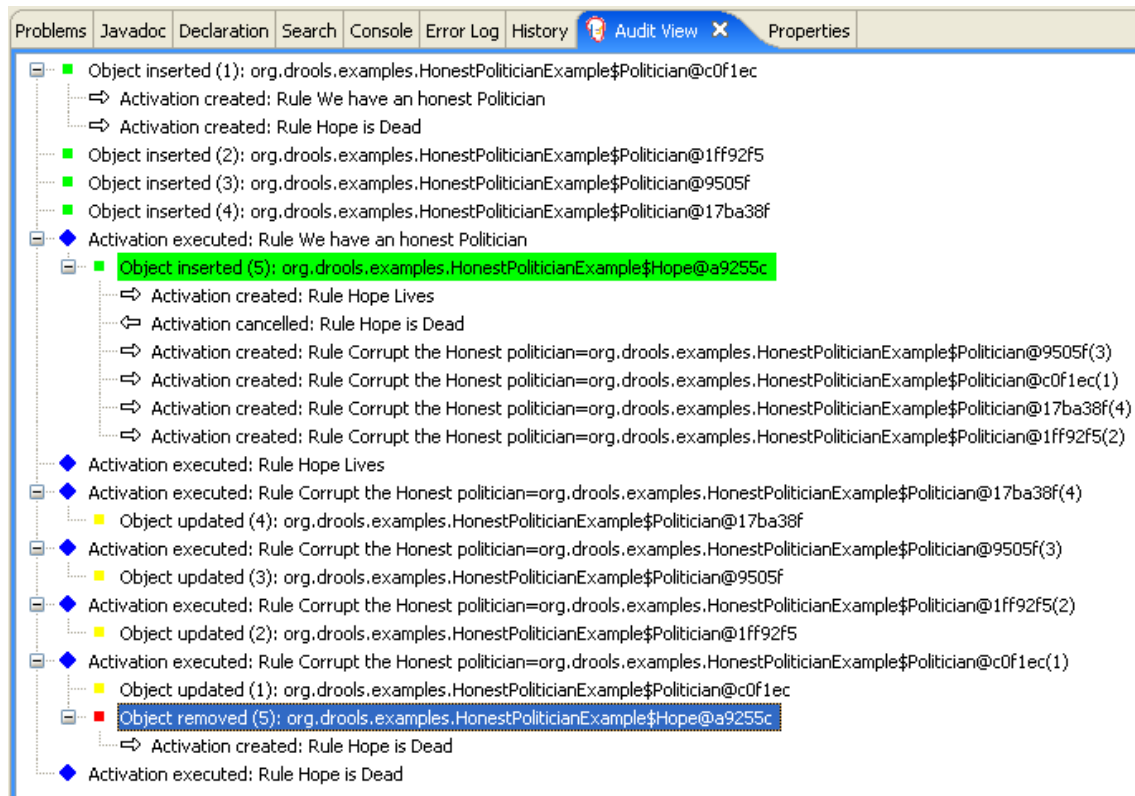 Problems Javadoc Declaration Search Console Error Log History Audit View Properties
Object inserted (1): org.drools.examples.HonestPoliticianExample$Politician@c0f1ec
Activation created: Rule We have an honest Politician
Activation created: Rule Hope is Dead
Object inserted (2): org.drools.examples.HonestPoliticianExample$Politician@1ff92f5
Object inserted (3): org.drools.examples.HonestPoliticianExample$Politician@9505f
Object inserted (4): org.drools.examples.HonestPoliticianExample$Politician@17ba38f
Activation executed: Rule We have an honest Politician
Object inserted (5): org.drools.examples.HonestPoliticianExample$Hope@a9255c
Activation created: Rule Hope Lives
Activation cancelled: Rule Hope is Dead
Activation created: Rule Corrupt the Honest politician=org.drools.examples.HonestPoliticianExample$Politician@9505f(3)
Activation created: Rule Corrupt the Honest politician=org.drools.examples.HonestPoliticianExample$Politician@c0f1ec(1)
Activation created: Rule Corrupt the Honest politician=org.drools.examples.HonestPoliticianExample$Politician@17ba38f(4)
Activation created: Rule Corrupt the Honest politician=org.drools.examples.HonestPoliticianExample$Politician@1ff92f5(2)
Activation executed: Rule Hope Lives
Activation executed: Rule Corrupt the Honest politician=org.drools.examples.HonestPoliticianExample$Politician@17ba38f(4)
Object updated (4): org.drools.examples.HonestPoliticianExample$Politician@17ba38f
Activation executed: Rule Corrupt the Honest politician=org.drools.examples.HonestPoliticianExample$Politician@9505f(3)
Object updated (3): org.drools.examples.HonestPoliticianExample$Politician@9505f
Activation executed: Rule Corrupt the Honest politician=org.drools.examples.HonestPoliticianExample$Politician@1ff92f5(2)
Object updated (2): org.drools.examples.HonestPoliticianExample$Politician@1ff92f5
Activation executed: Rule Corrupt the Honest politician=org.drools.examples.HonestPoliticianExample$Politician@c0f1ec(1)
Object updated (1): org.drools.examples.HonestPoliticianExample$Politician@c0f1ec
Object removed (5): org.drools.examples.HonestPoliticianExample$Hope@a9255c
Activation created: Rule Hope is Dead
Activation executed: Rule Hope is Dead